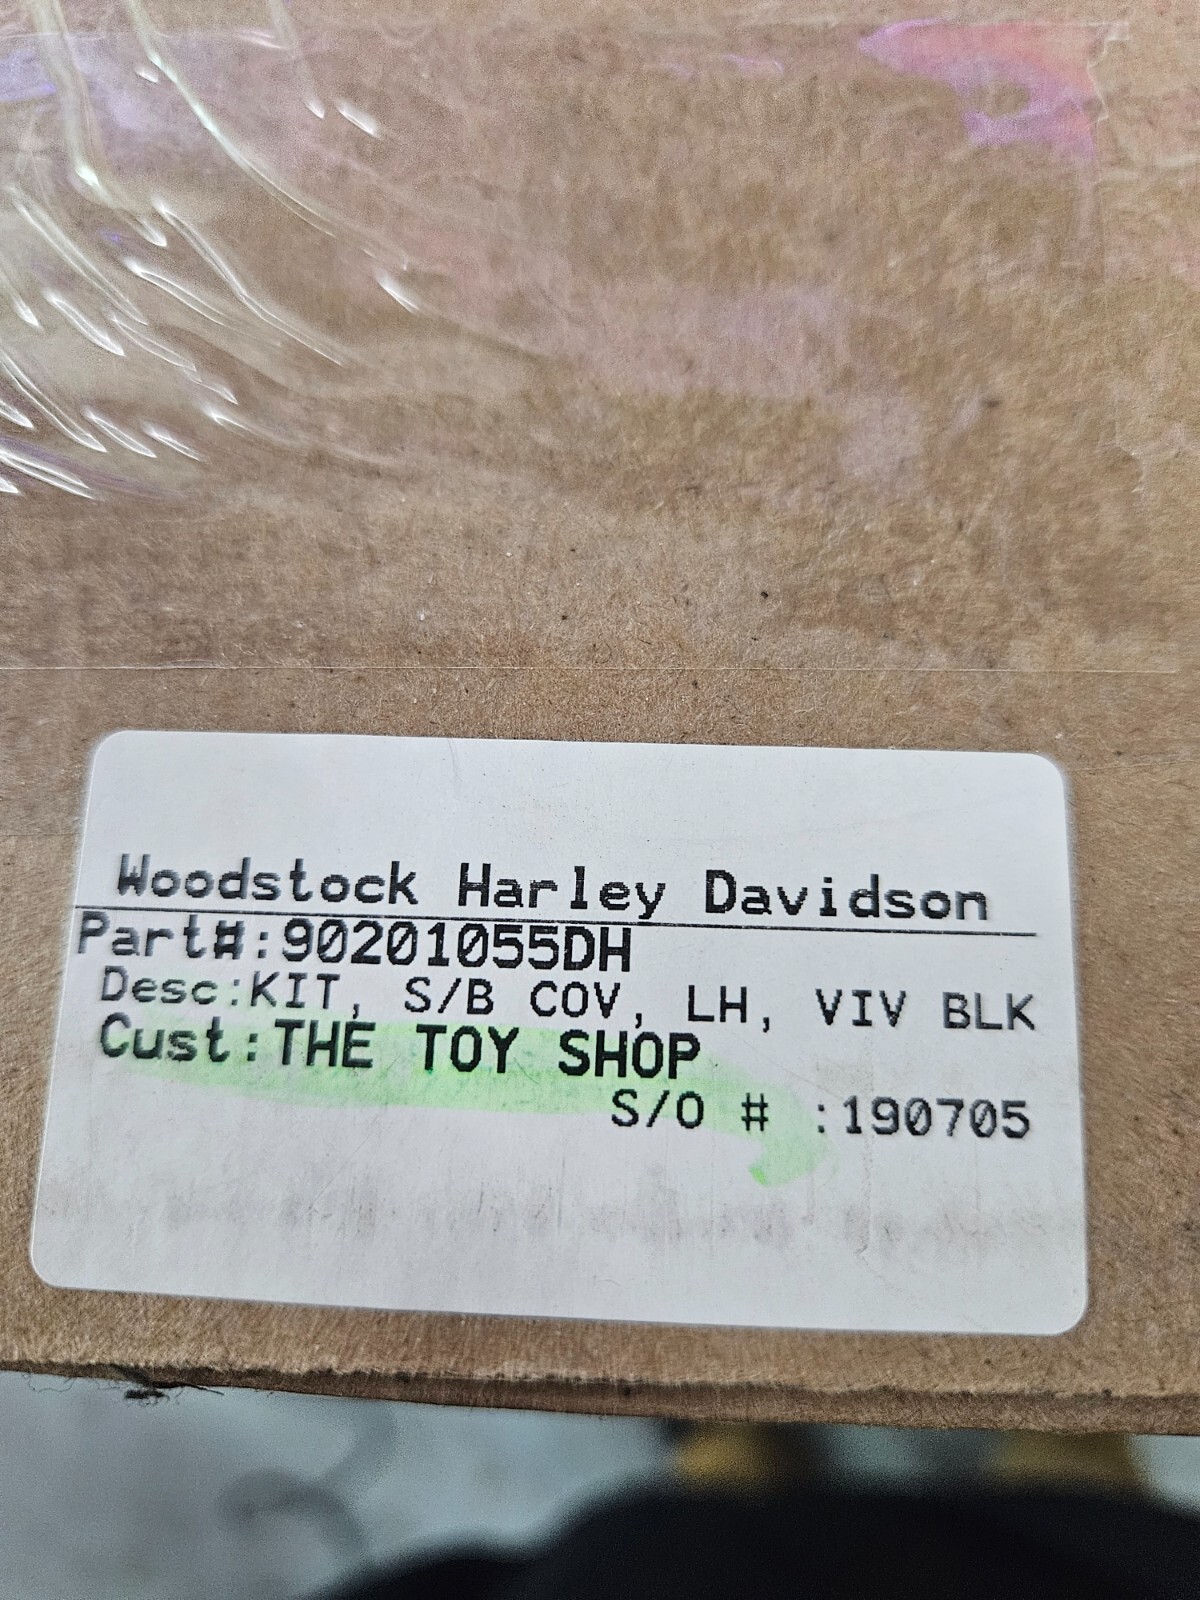 Woodstock Harley Davidson
Part#:90201055DH
Desc:KIT, S/B COV, LH, VIV BLK
Cust:THE TOY SHOP
S/O # :190705